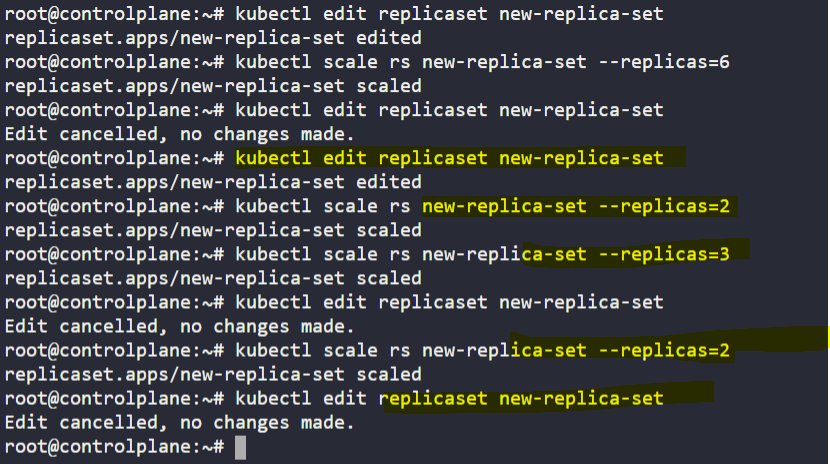 root@controlplane:~# kubectl edit replicaset new-replica-set
replicaset.apps/new-replica-set edited
root@controlplane:~# kubectl scale rs new-replica-set --replicas=6
replicaset.apps/new-replica-set scaled
root@controlplane:~# kubectl edit replicaset new-replica-set
Edit cancelled, no changes made.
root@controlplane:~# kubectl edit replicaset new-replica-set
replicaset.apps/new-replica-set edited
root@controlplane:~# kubectl scale rs new-replica-set --replicas=2
replicaset.apps/new-replica-set scaled
root@controlplane:~# kubectl scale rs new-replica-set --replicas=3
replicaset.apps/new-replica-set scaled
root@controlplane:~# kubectl edit replicaset new-replica-set
Edit cancelled, no changes made.
root@controlplane:~# kubectl scale rs new-replica-set --replicas=2
replicaset.apps/new-replica-set scaled
root@controlplane:~# kubectl edit replicaset new-replica-set
Edit cancelled, no changes made.
root@controlplane:~#